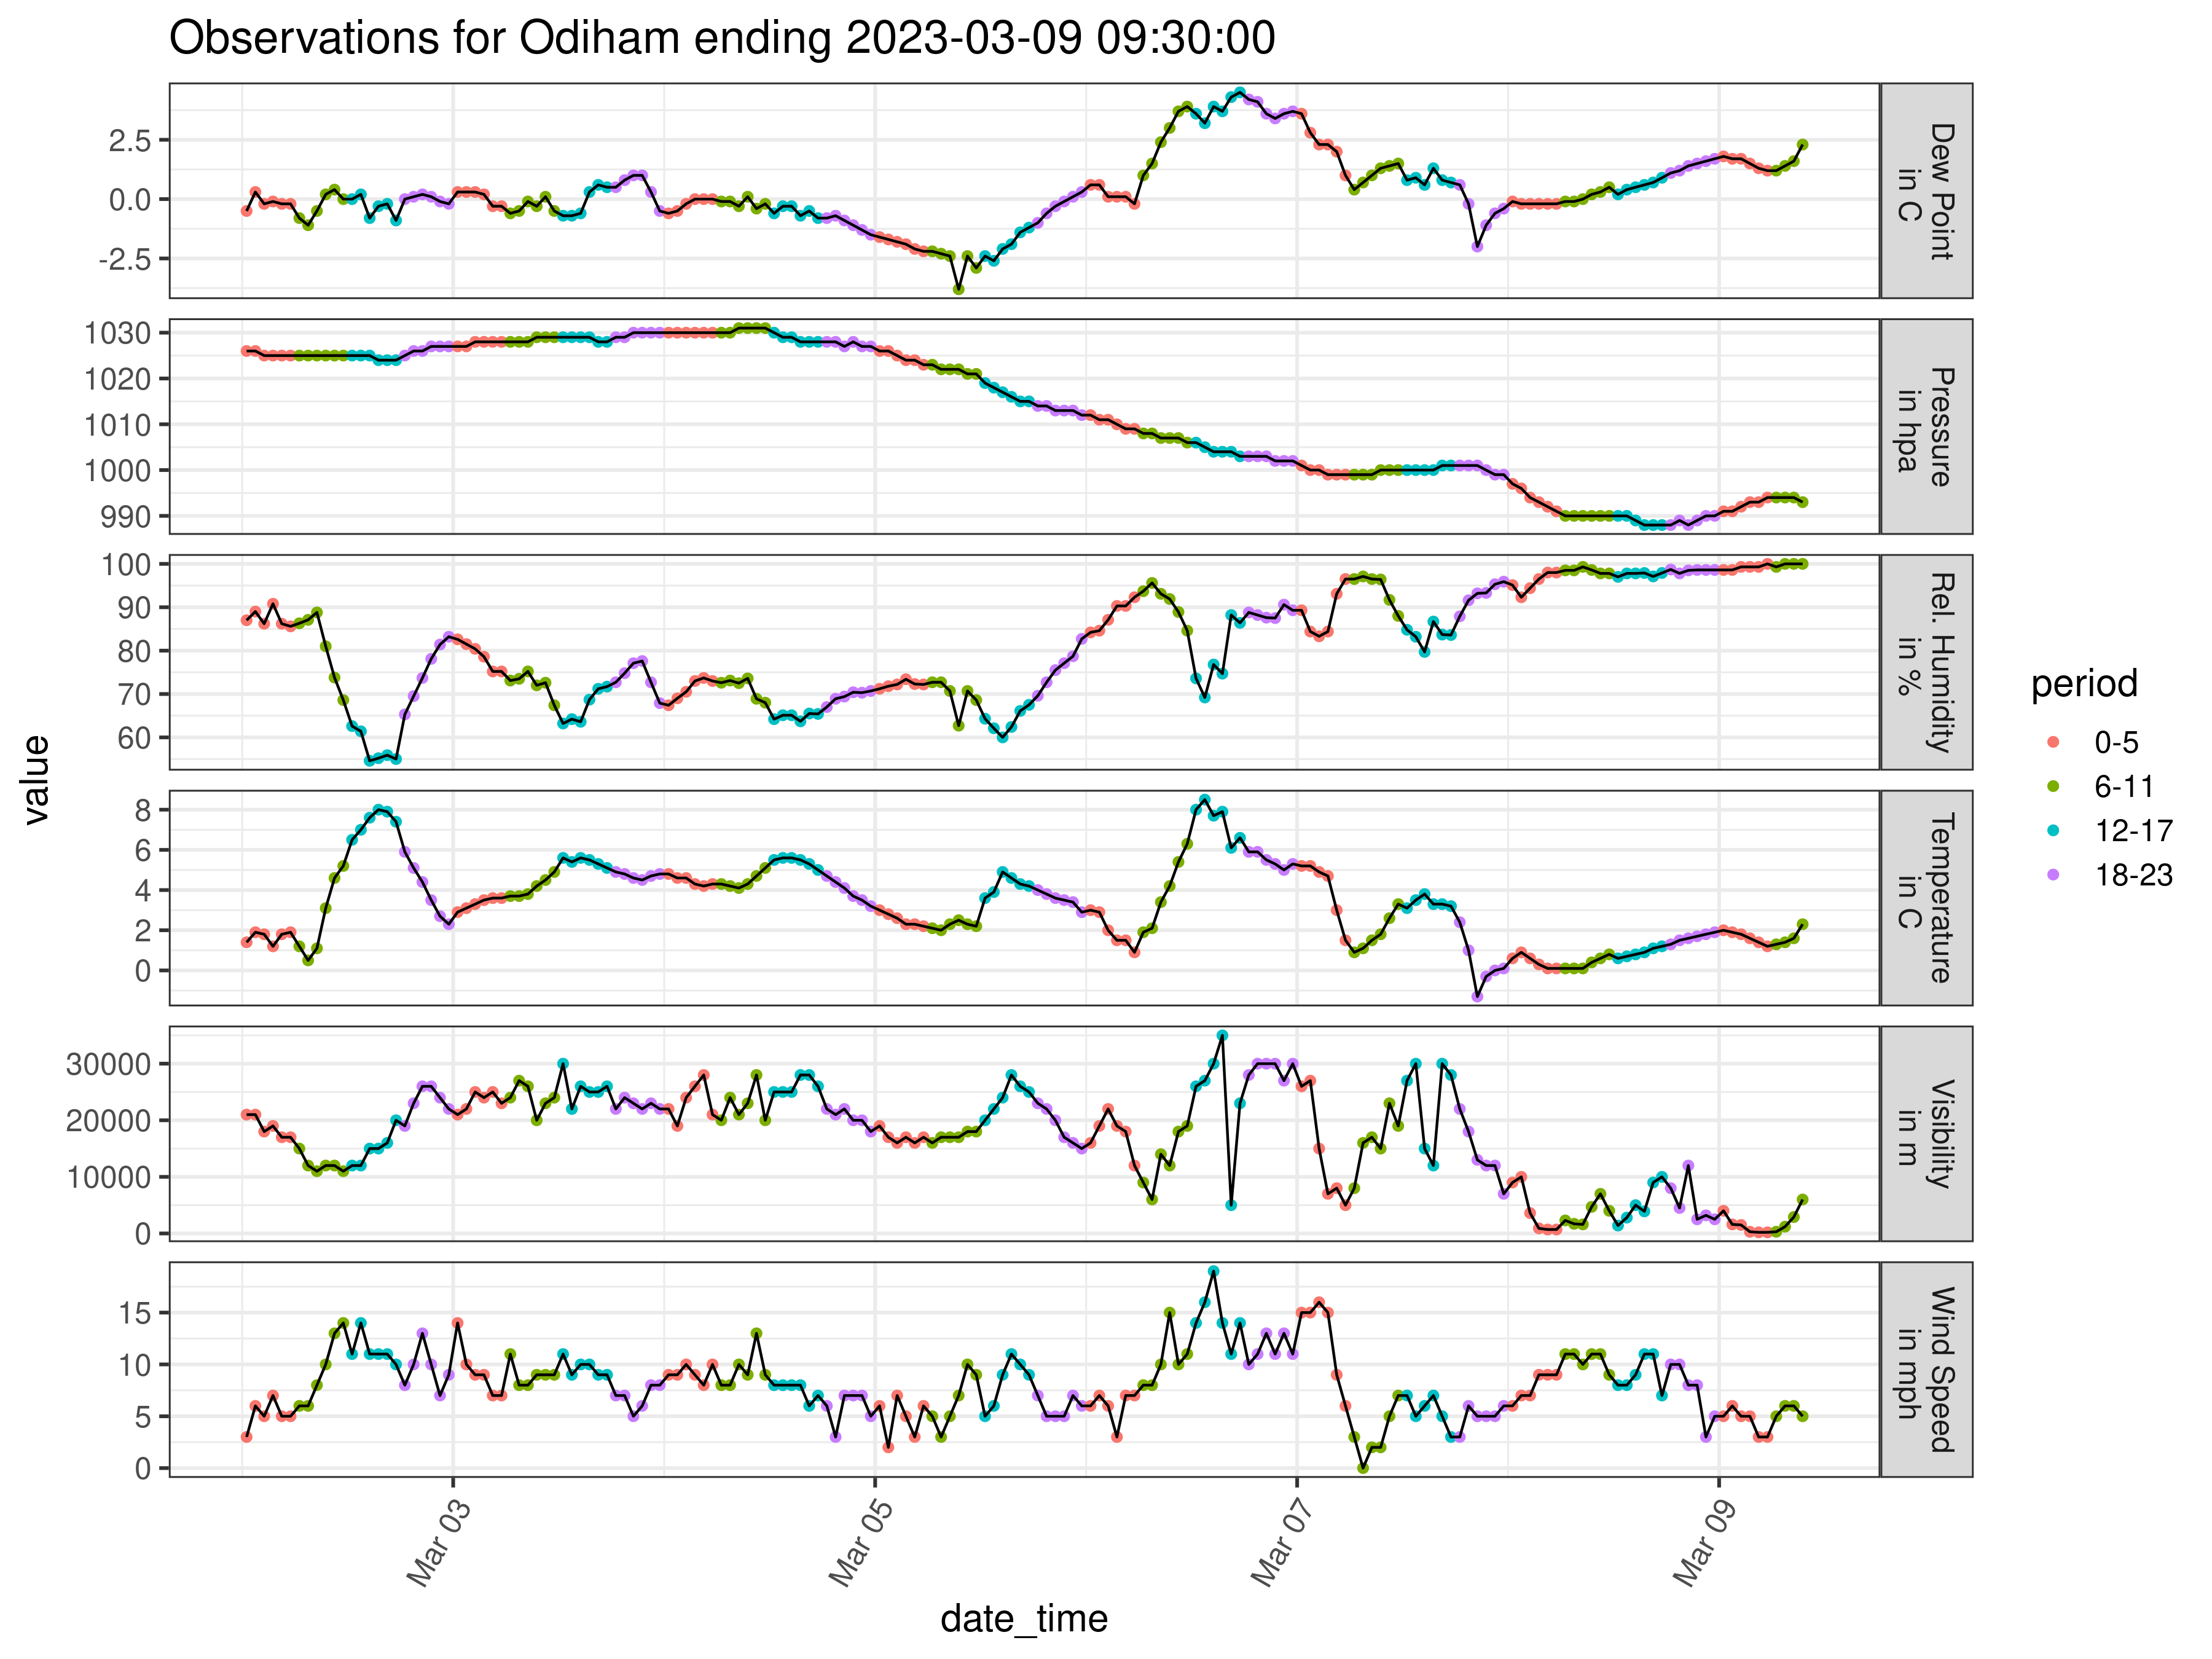 Observations for Odiham ending 2023-03-09 09:30:00
value
2.5
0.0
-2.5
Dew Point
in C
1030
1020
1010
1000
990
Pressure
in hpa
100
90
80
70
60
Rel. Humidity
in %
8
6
4
2
0
Temperature
in C
30000
20000
10000
0
Visibility
in m
15
10
5
0
Wind Speed
in mph
Mar 03
Mar 05
Mar 07
Mar 09
date_time
period
0-5
6-11
12-17
18-23